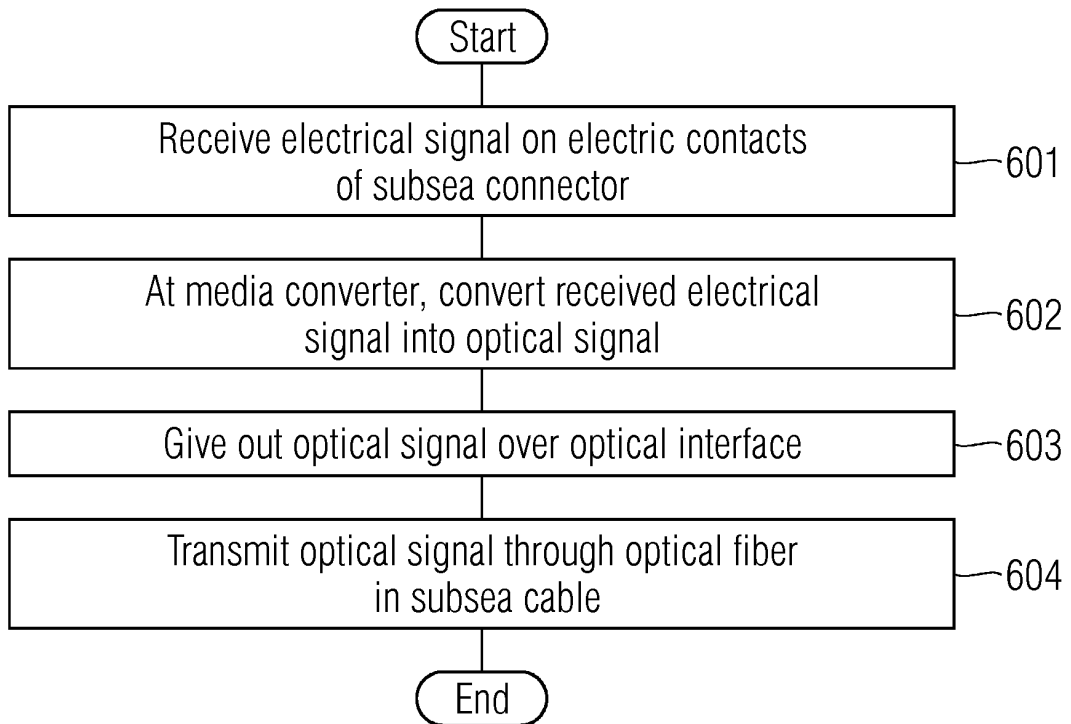 Start
Receive electrical signal on electric contacts
of subsea connector
601
At media converter, convert received electrical
signal into optical signal
602
Give out optical signal over optical interface
603
Transmit optical signal through optical fiber
in subsea cable
604
End